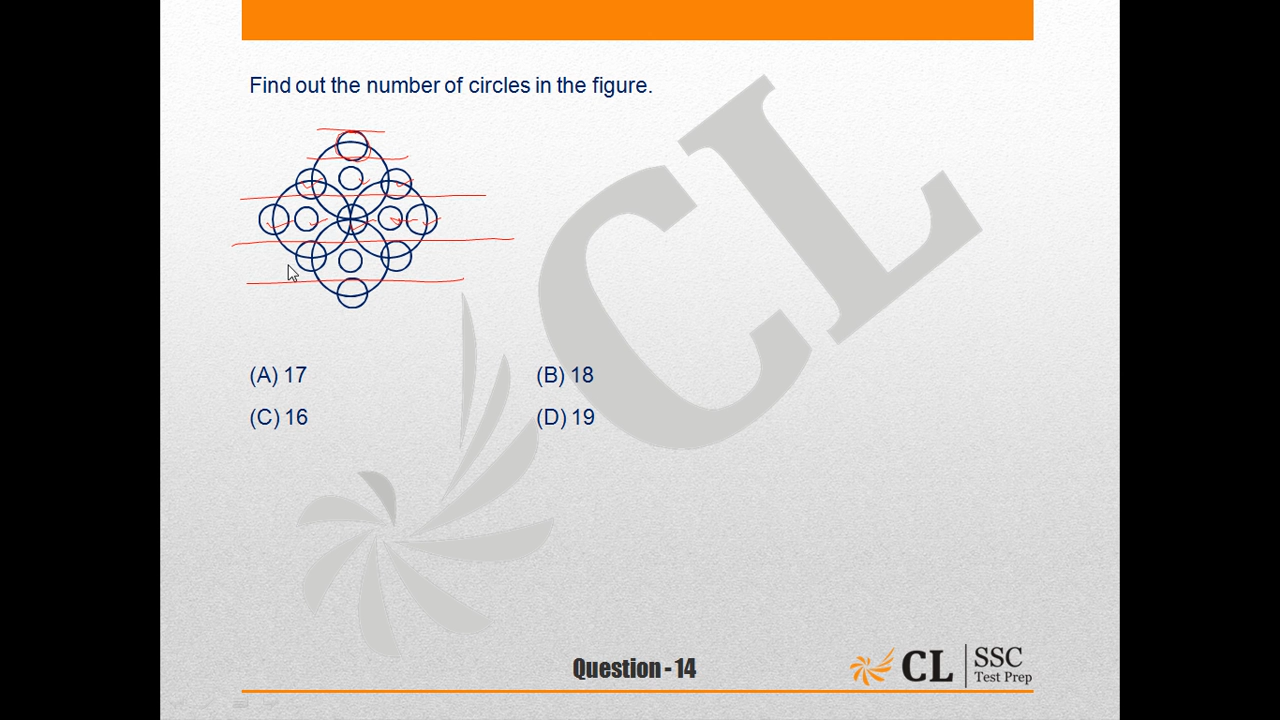 Find out the number of circles in the figure.
(A) 17 (B) 18
(C) 16 (D) 19
CL
Question - 14
CL SSC
Test Prep